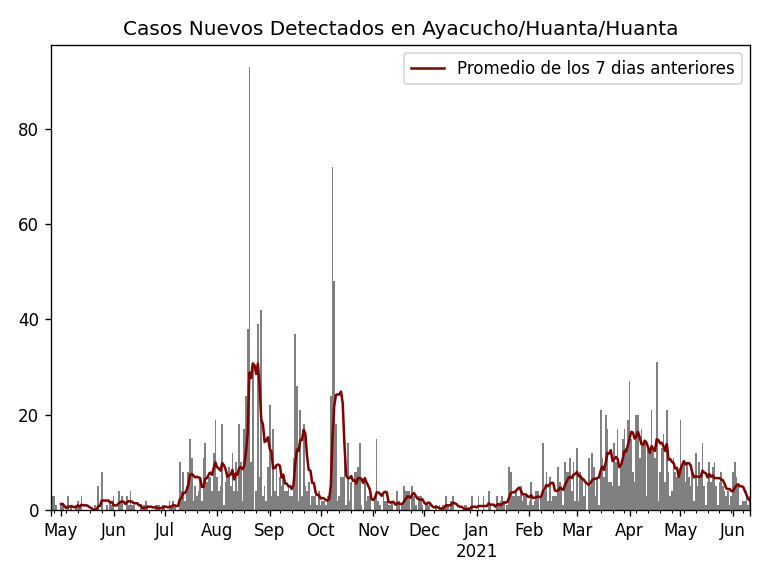 Casos Nuevos Detectados en Ayacucho/Huanta/Huanta
Promedio de los 7 dias anteriores
80
60
40
20
0
May Jun Jul Aug Sep Oct Nov Dec Jan Feb Mar Apr May Jun
2021